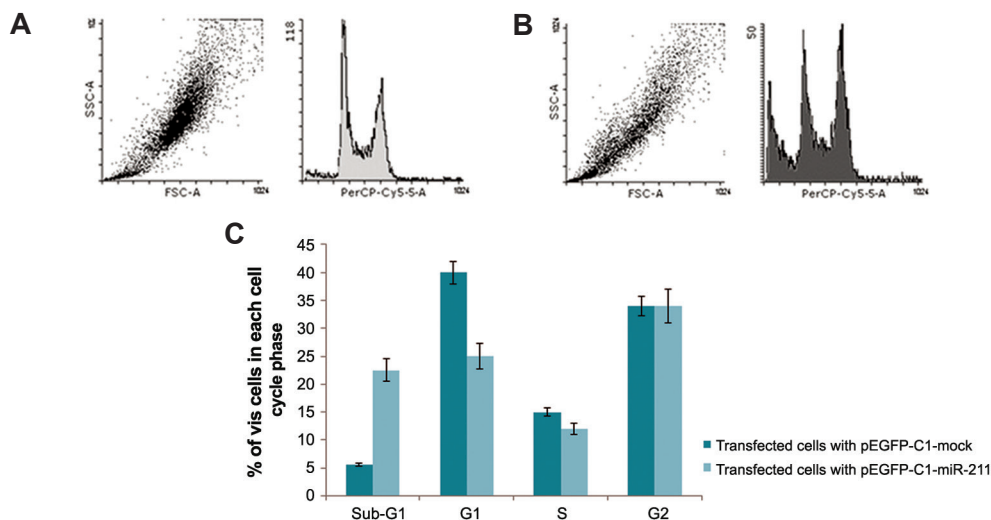 A
SSC-A
FSC-A
1024
118
PerCP-Cy5-5-A
1024
B
SSC-A
FSC-A
1024
50
PerCP-Cy5-5-A
1024
C
% of vis cells in each cell
cycle phase
45
40
35
30
25
20
15
10
5
0
Sub-G1
G1
S
G2
Transfected cells with pEGFP-C1-mock
Transfected cells with pEGFP-C1-miR-211